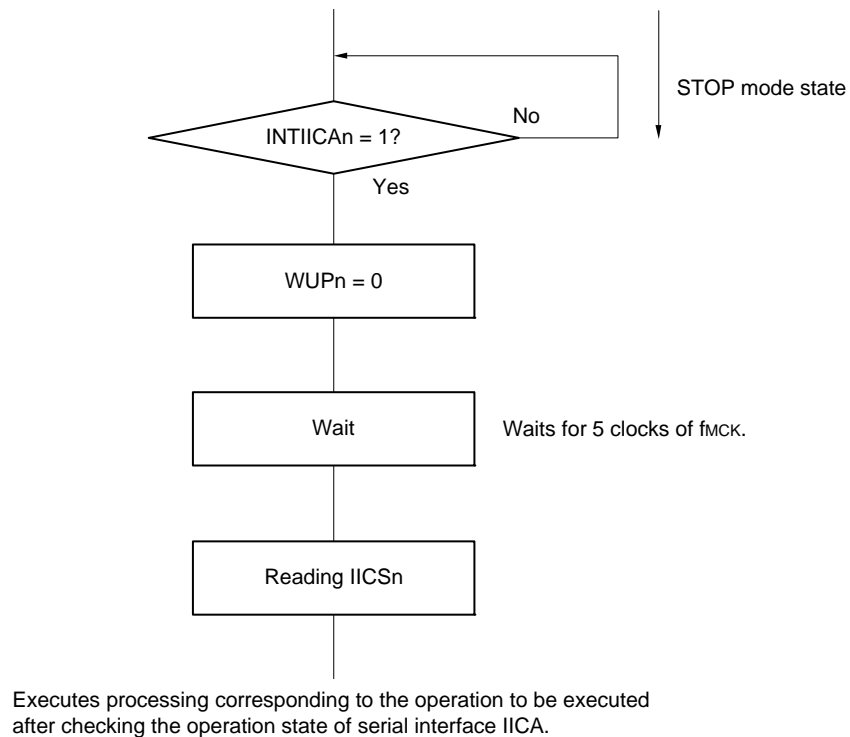 STOP mode state
No
INTIICAn = 1?
Yes
WUPn = 0
Wait
Waits for 5 clocks of fMCK.
Reading IICSn
Executes processing corresponding to the operation to be executed
after checking the operation state of serial interface IICA.